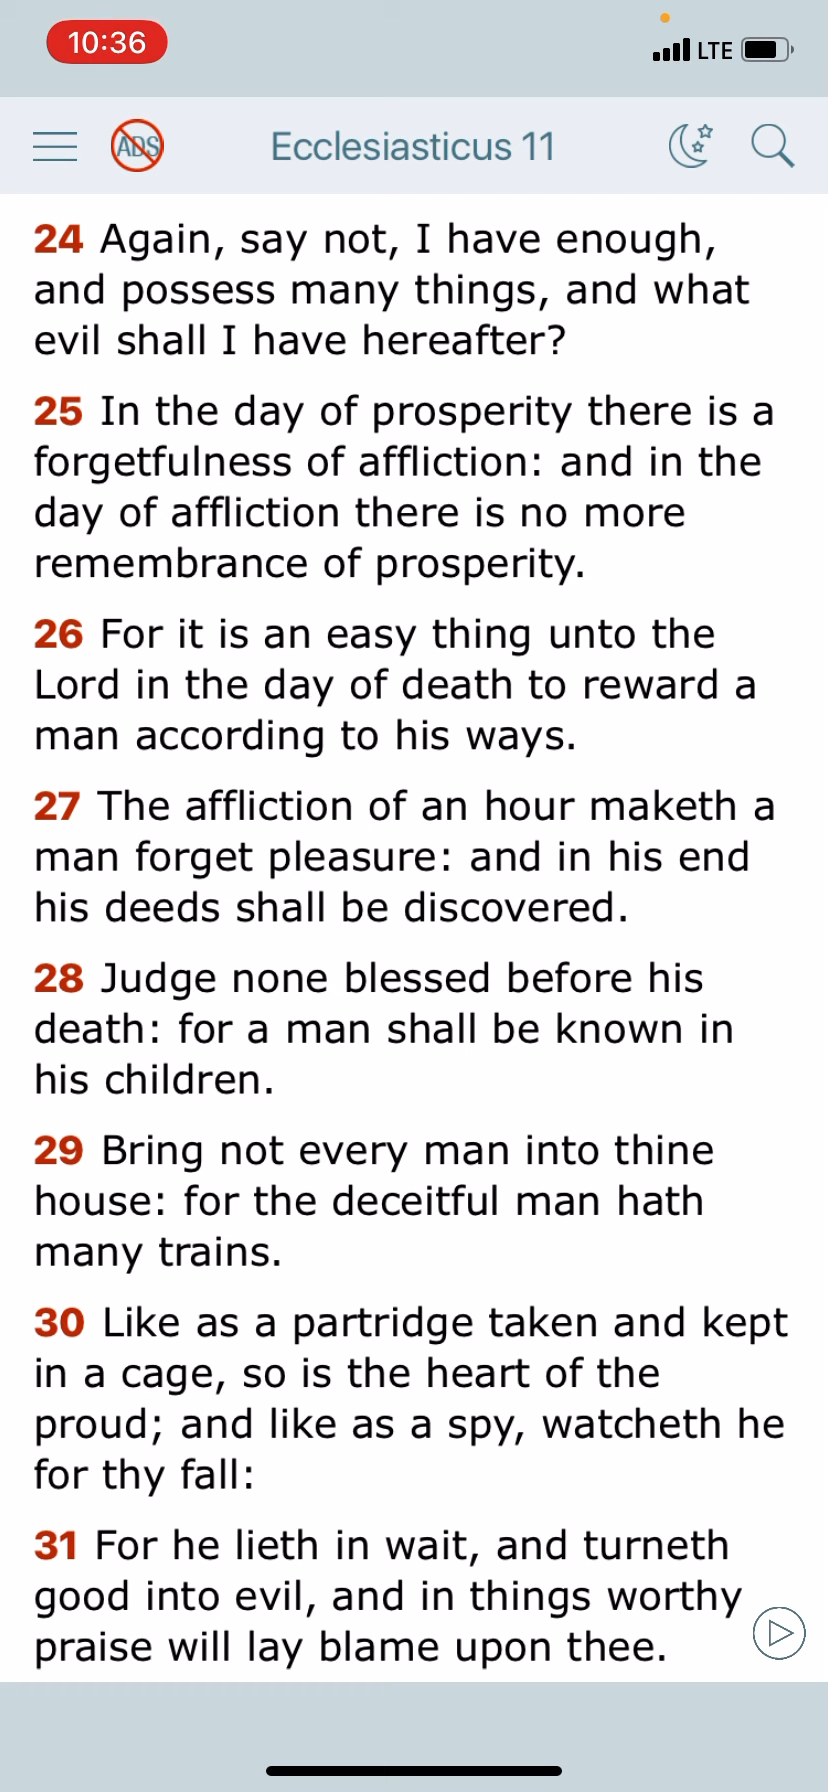 10:36
LTE
ADS
Ecclesiasticus 11
24 Again, say not, I have enough,
and possess many things, and what
evil shall I have hereafter?
25 In the day of prosperity there is a
forgetfulness of affliction: and in the
day of affliction there is no more
remembrance of prosperity.
26 For it is an easy thing unto the
Lord in the day of death to reward a
man according to his ways.
27 The affliction of an hour maketh a
man forget pleasure: and in his end
his deeds shall be discovered.
28 Judge none blessed before his
death: for a man shall be known in
his children.
29 Bring not every man into thine
house: for the deceitful man hath
many trains.
30 Like as a partridge taken and kept
in a cage, so is the heart of the
proud; and like as a spy, watcheth he
for thy fall:
31 For he lieth in wait, and turneth
good into evil, and in things worthy
praise will lay blame upon thee.